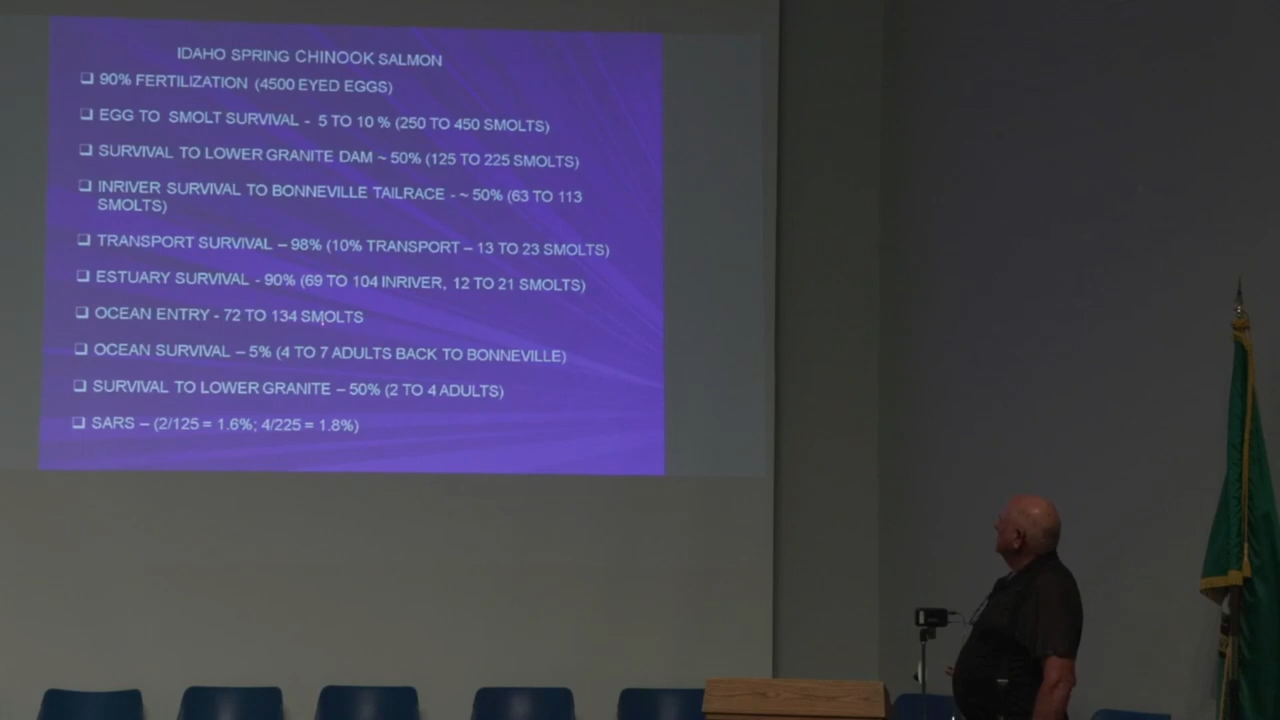 IDAHO SPRING CHINOOK SALMON
❑ 90% FERTILIZATION (4500 EYED EGGS)
❑ EGG TO SMOLT SURVIVAL - 5 TO 10 % (250 TO 450 SMOLTS)
❑ SURVIVAL TO LOWER GRANITE DAM ~ 50% (125 TO 225 SMOLTS)
❑ INRIVER SURVIVAL TO BONNEVILLE TAILRACE - ~ 50% (63 TO 113
SMOLTS)
❑ TRANSPORT SURVIVAL – 98% (10% TRANSPORT – 13 TO 23 SMOLTS)
❑ ESTUARY SURVIVAL - 90% (69 TO 104 INRIVER, 12 TO 21 SMOLTS)
❑ OCEAN ENTRY - 72 TO 134 SMOLTS
❑ OCEAN SURVIVAL – 5% (4 TO 7 ADULTS BACK TO BONNEVILLE)
❑ SURVIVAL TO LOWER GRANITE – 50% (2 TO 4 ADULTS)
❑ SARS – (2/125 = 1.6%; 4/225 = 1.8%)